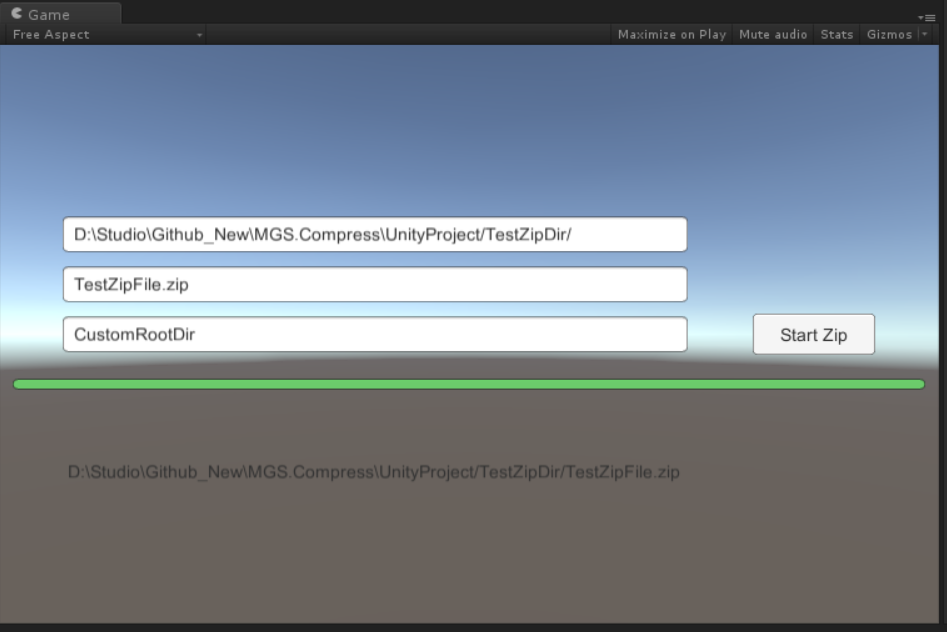 Game
Free Aspect Maximize on Play Mute audio Stats Gizmos
D:\Studio\Github_New\MGS.Compress\UnityProject/TestZipDir/
TestZipFile.zip
CustomRootDir Start Zip
D:\Studio\Github_New\MGS.Compress\UnityProject/TestZipDir/TestZipFile.zip